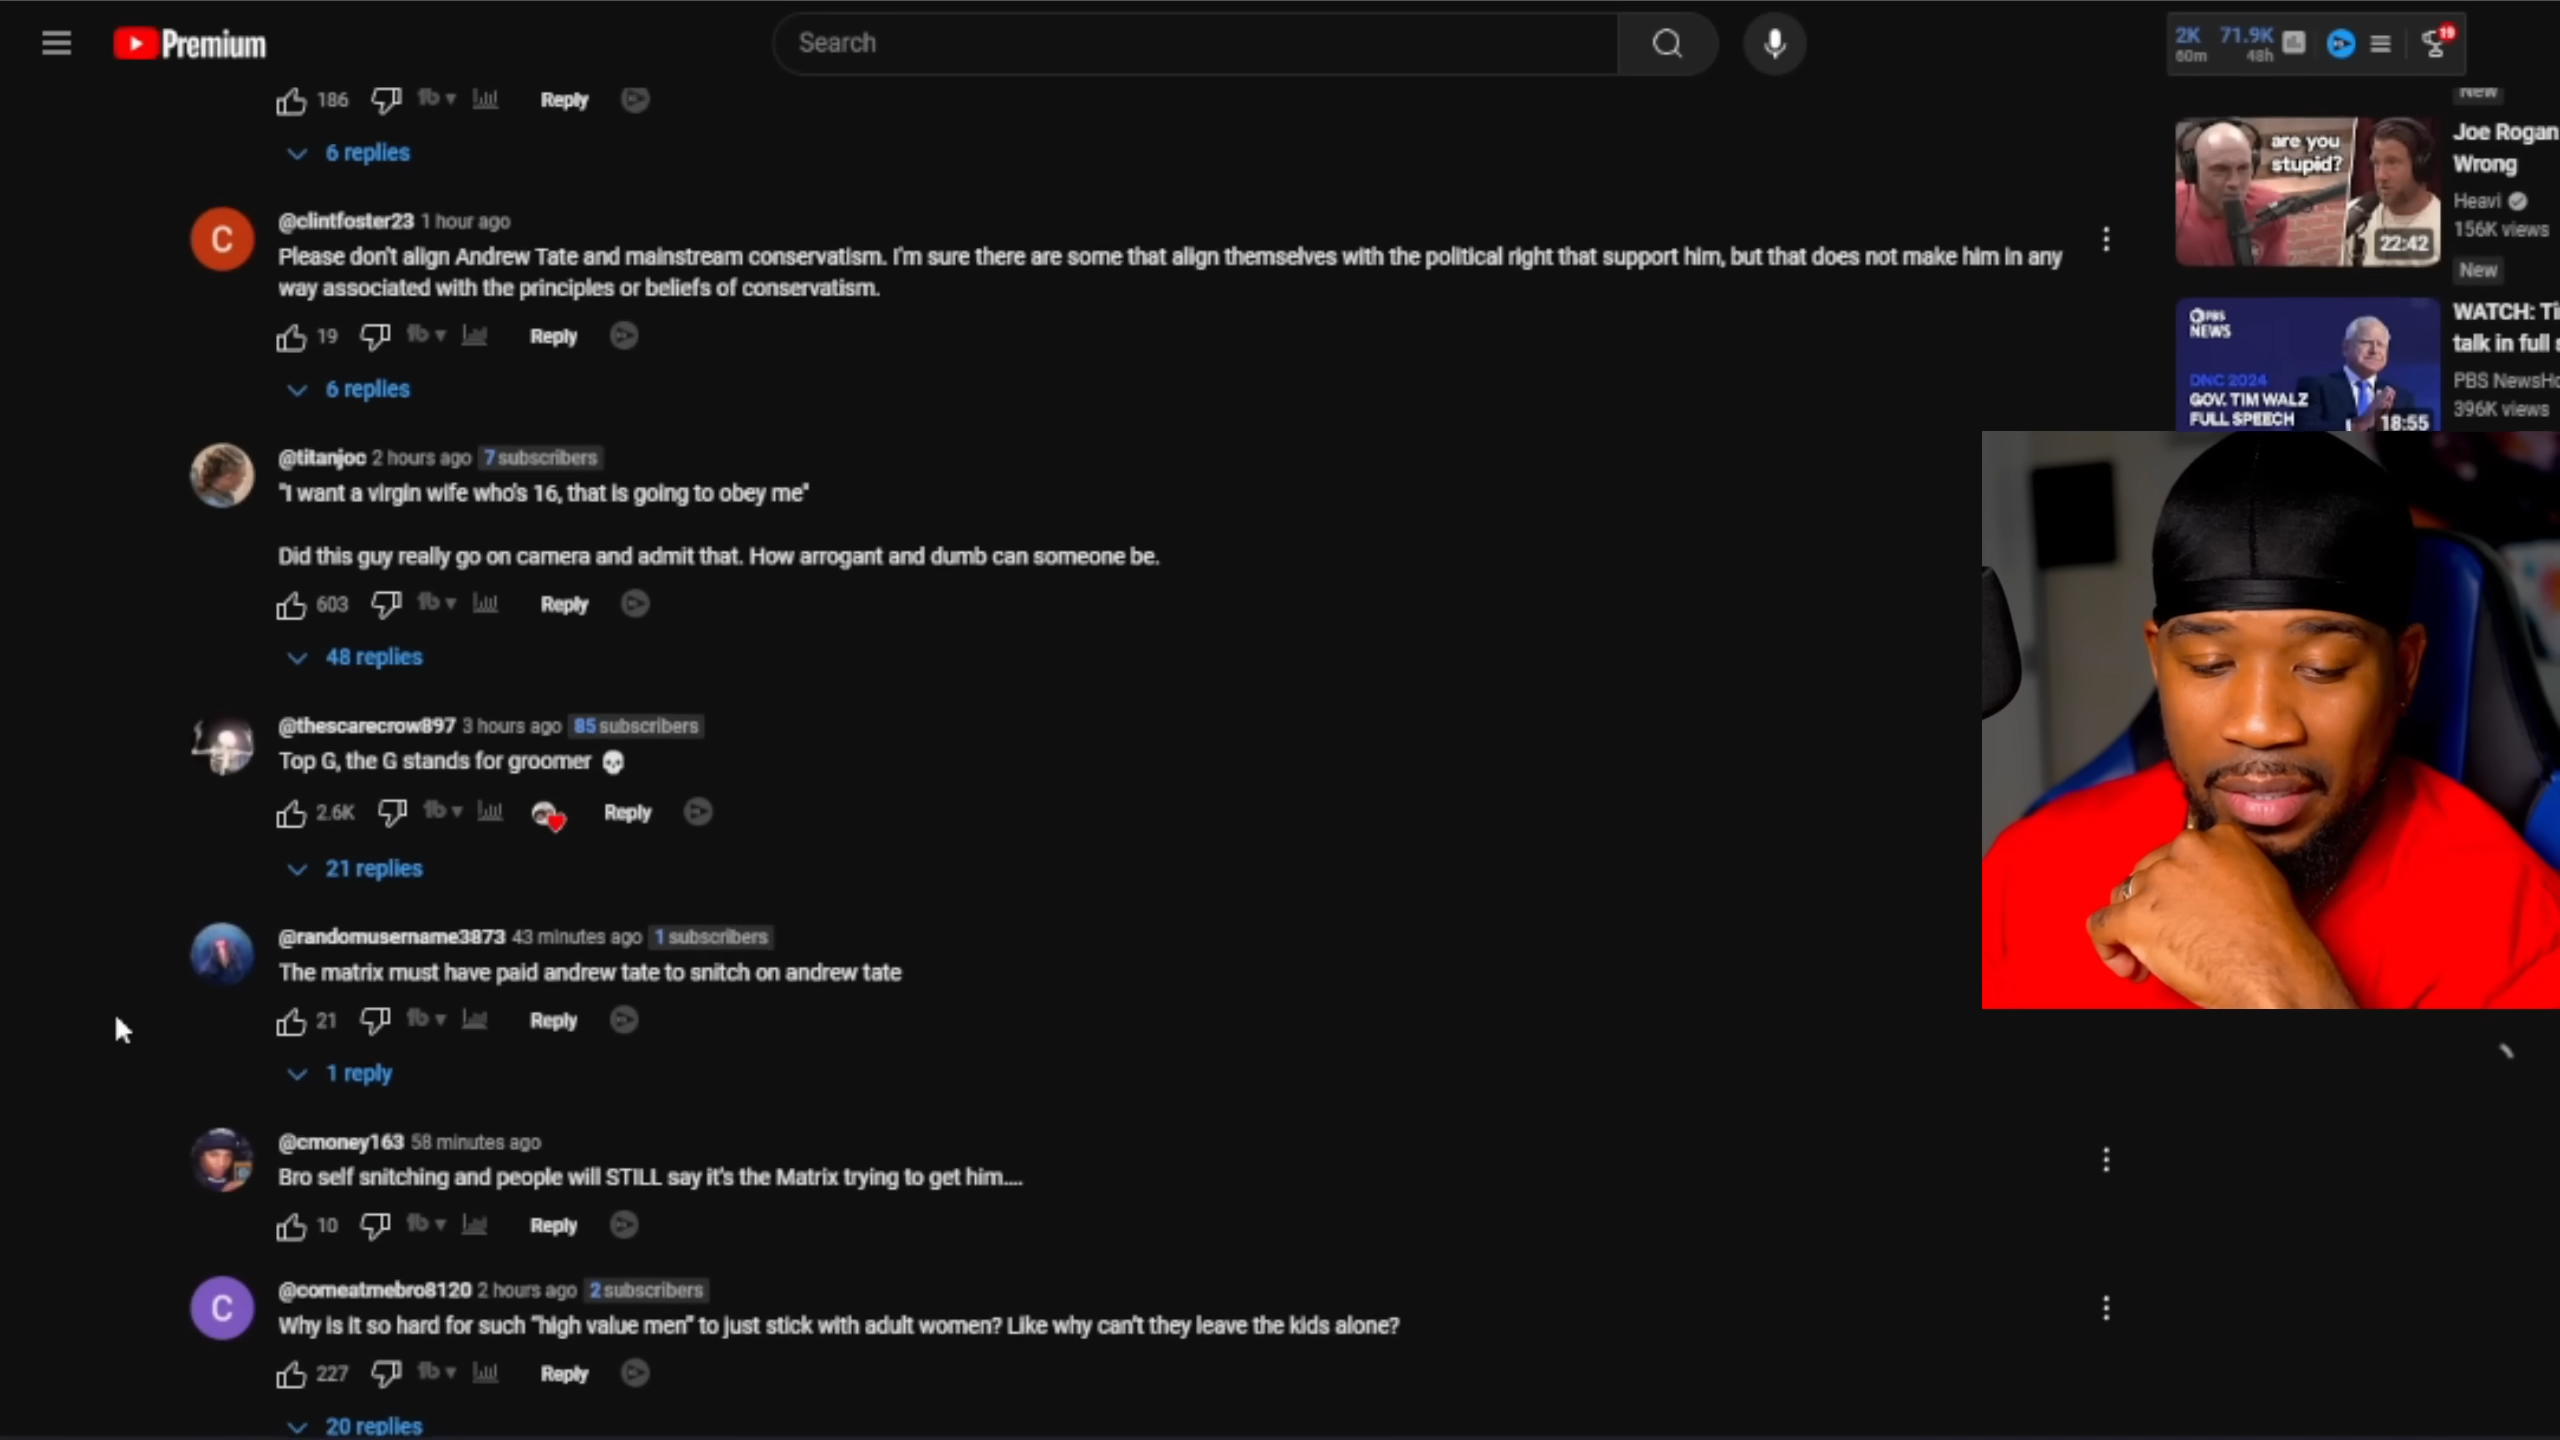 Premium
Search
2K 71.9K
60m 48h
19
186
Reply
6 replies
@clintfoster23 1 hour ago
Please don't align Andrew Tate and mainstream conservatism. I'm sure there are some that align themselves with the political right that support him, but that does not make him in any
way associated with the principles or beliefs of conservatism.
19
Reply
6 replies
@titanjoc 2 hours ago 7 subscribers
"I want a virgin wife who's 16, that is going to obey me"
Did this guy really go on camera and admit that. How arrogant and dumb can someone be.
603
Reply
48 replies
@thescarecrow897 3 hours ago 85 subscribers
Top G, the G stands for groomer 💀
2.6K
Reply
21 replies
@randomusername3873 43 minutes ago 1 subscribers
The matrix must have paid andrew tate to snitch on andrew tate
21
Reply
1 reply
@cmoney163 58 minutes ago
Bro self snitching and people will STILL say it's the Matrix trying to get him....
10
Reply
C
@comeatmebro8120 2 hours ago 2 subscribers
Why is it so hard for such "high value men" to just stick with adult women? Like why can't they leave the kids alone?
227
Reply
20 replies
New
are you
stupid?
22:42
Joe Rogan
Wrong
Heavi
156K views
New
PBS
NEWS
DNC 2024
GOV. TIM WALZ
FULL SPEECH
18:55
WATCH: Ti
talk in full s
PBS NewsHo
396K views